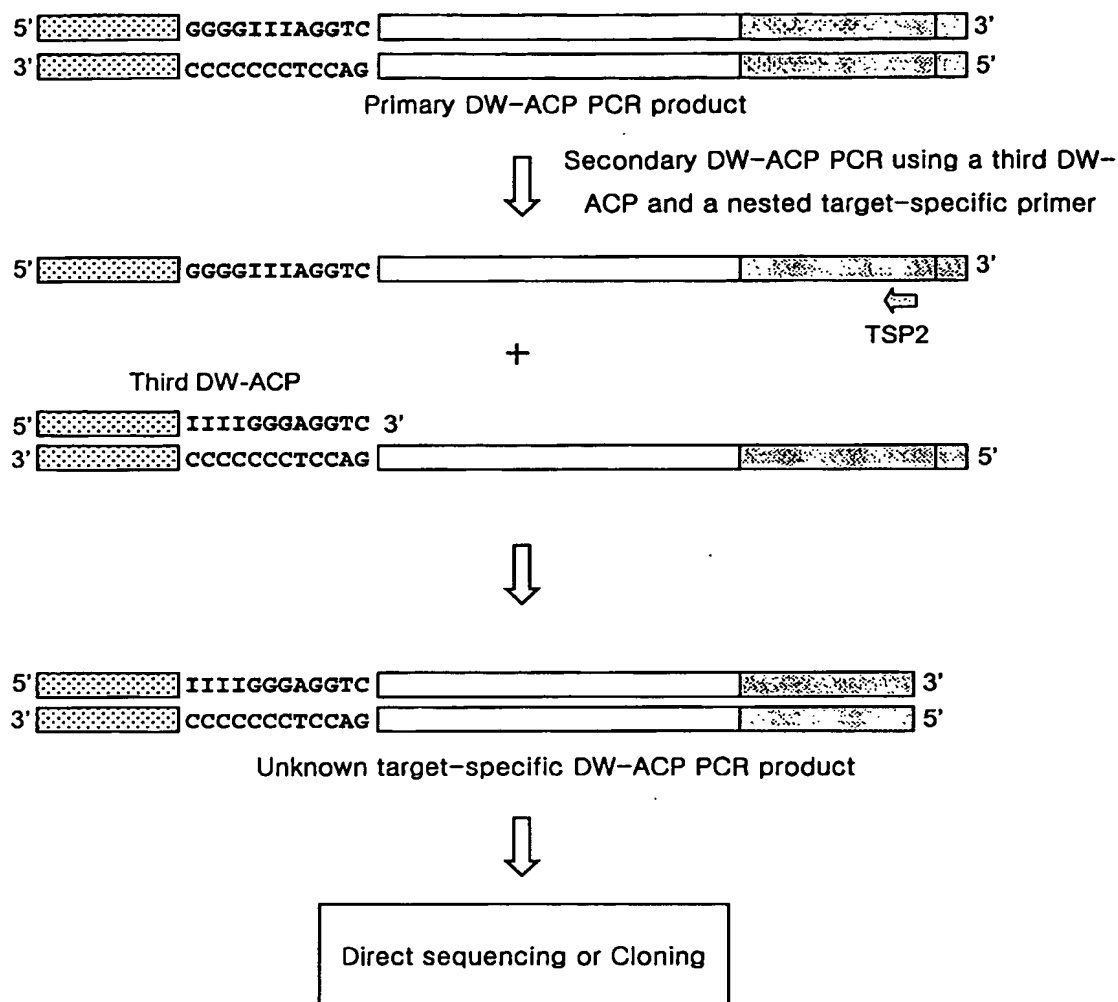 5' GGGGIIIAGGTC 3'
3' CCCCCCCTCCAG 5'
Primary DW-ACP PCR product
Secondary DW-ACP PCR using a third DW-
ACP and a nested target-specific primer
5' GGGGIIIAGGTC 3'
TSP2
+
Third DW-ACP
5' IIIIGGGAGGTC 3'
3' CCCCCCCTCCAG 5'
5' IIIIGGGAGGTC 3'
3' CCCCCCCTCCAG 5'
Unknown target-specific DW-ACP PCR product
Direct sequencing or Cloning